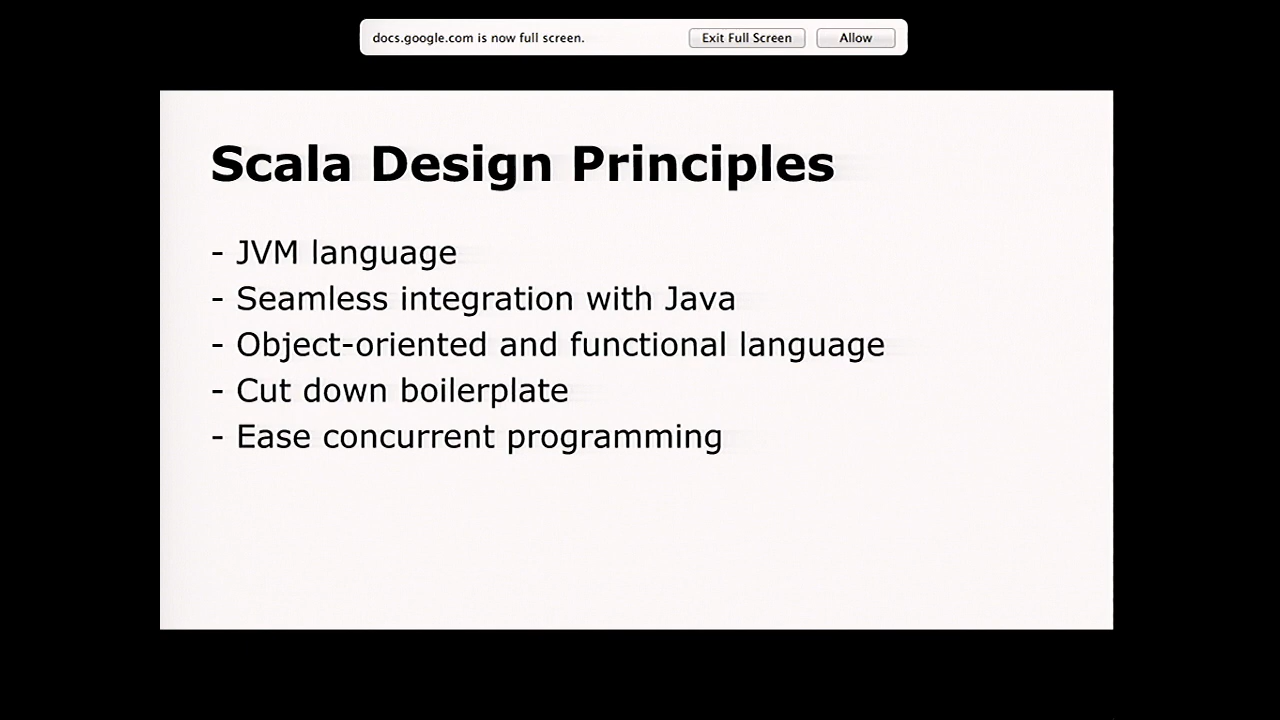 docs.google.com is now full screen. Exit Full Screen Allow
Scala Design Principles
- JVM language
- Seamless integration with Java
- Object-oriented and functional language
- Cut down boilerplate
- Ease concurrent programming